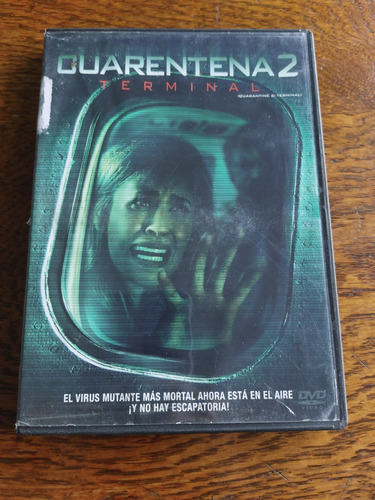 CUARENTENA 2
TERMINAL
(QUARANTINE 2: TERMINAL)
EL VIRUS MUTANTE MÁS MORTAL AHORA ESTÁ EN EL AIRE
¡Y NO HAY ESCAPATORIA!
DVD
VIDEO